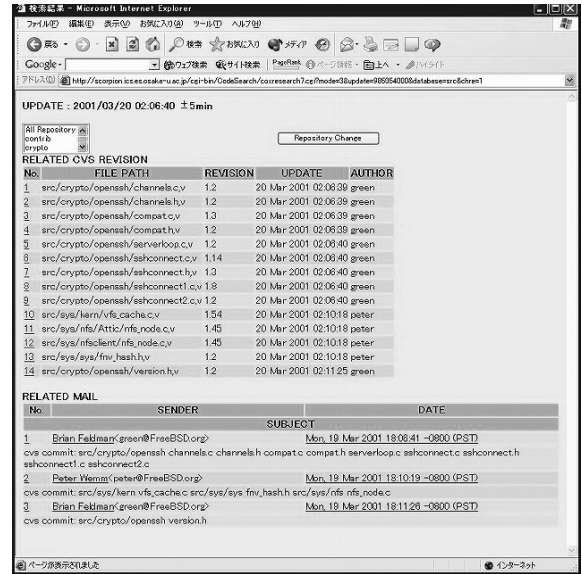 検索結果 - Microsoft Internet Explorer
ファイル(F) 編集(E) 表示(V) お気に入り(A) ツール(T) ヘルプ(H)
戻る 検索 お気に入り メディア
Google ウェブ検索 サイト検索 PageRank ページ情報 上へ ハイライト
アドレス(D) http://scorpion.ics.es.osaka-u.ac.jp/cgi-bin/CodeSearch/coxresearch7.cgi?mode=3&update=985054000&database=src&chre=1
UPDATE : 2001/03/20 02:06:40 ±5min
All Repository
contrib
crypto
Repository Change
RELATED CVS REVISION
No. FILE PATH REVISION UPDATE AUTHOR
1 src/crypto/openssh/channels.c,v 1.2 20 Mar 2001 02:06:39 green
2 src/crypto/openssh/channels.h,v 1.2 20 Mar 2001 02:06:39 green
3 src/crypto/openssh/compat.c,v 1.3 20 Mar 2001 02:06:39 green
4 src/crypto/openssh/compat.h,v 1.2 20 Mar 2001 02:06:39 green
5 src/crypto/openssh/serverloop.c,v 1.2 20 Mar 2001 02:06:40 green
6 src/crypto/openssh/sshconnect.c,v 1.14 20 Mar 2001 02:06:40 green
7 src/crypto/openssh/sshconnect.h,v 1.3 20 Mar 2001 02:06:40 green
8 src/crypto/openssh/sshconnect1.c,v 1.8 20 Mar 2001 02:06:40 green
9 src/crypto/openssh/sshconnect2.c,v 1.2 20 Mar 2001 02:06:40 green
10 src/sys/kern/vfs_cache.c,v 1.54 20 Mar 2001 02:10:18 peter
11 src/sys/nfs/Attic/nfs_node.c,v 1.45 20 Mar 2001 02:10:18 peter
12 src/sys/nfsclient/nfs_node.c,v 1.45 20 Mar 2001 02:10:18 peter
13 src/sys/sys/fnv_hash.h,v 1.2 20 Mar 2001 02:10:18 peter
14 src/crypto/openssh/version.h,v 1.2 20 Mar 2001 02:11:25 green
RELATED MAIL
No. SENDER DATE
SUBJECT
1 Brian Feldman<green@FreeBSD.org> Mon, 19 Mar 2001 18:06:41 -0800 (PST)
cvs commit: src/crypto/openssh channels.c channels.h compat.c compat.h serverloop.c sshconnect.c sshconnect.h
sshconnect1.c sshconnect2.c
2 Peter Wemm<peter@FreeBSD.org> Mon, 19 Mar 2001 18:10:19 -0800 (PST)
cvs commit: src/sys/kern vfs_cache.c src/sys/sys fnv_hash.h src/sys/nfs nfs_node.c
3 Brian Feldman<green@FreeBSD.org> Mon, 19 Mar 2001 18:11:26 -0800 (PST)
cvs commit: src/crypto/openssh version.h
ページが表示されました インターネット